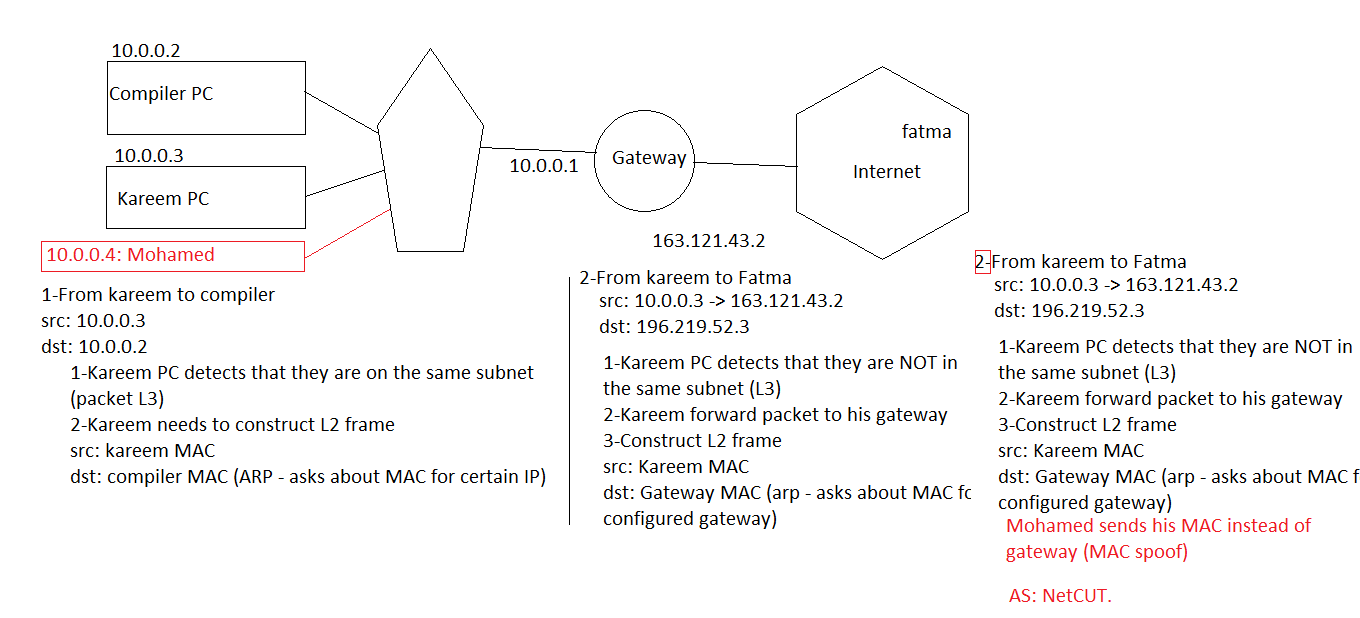 10.0.0.2
Compiler PC
10.0.0.3
Kareem PC
10.0.0.4: Mohamed
10.0.0.1
Gateway
fatma
Internet
163.121.43.2
1-From kareem to compiler
src: 10.0.0.3
dst: 10.0.0.2
1-Kareem PC detects that they are on the same subnet
(packet L3)
2-Kareem needs to construct L2 frame
src: kareem MAC
dst: compiler MAC (ARP - asks about MAC for certain IP)
2-From kareem to Fatma
src: 10.0.0.3 -> 163.121.43.2
dst: 196.219.52.3
1-Kareem PC detects that they are NOT in
the same subnet (L3)
2-Kareem forward packet to his gateway
3-Construct L2 frame
src: Kareem MAC
dst: Gateway MAC (arp - asks about MAC fo
configured gateway)
2-From kareem to Fatma
src: 10.0.0.3 -> 163.121.43.2
dst: 196.219.52.3
1-Kareem PC detects that they are NOT in
the same subnet (L3)
2-Kareem forward packet to his gateway
3-Construct L2 frame
src: Kareem MAC
dst: Gateway MAC (arp - asks about MAC f
configured gateway)
Mohamed sends his MAC instead of
gateway (MAC spoof)
AS: NetCUT.